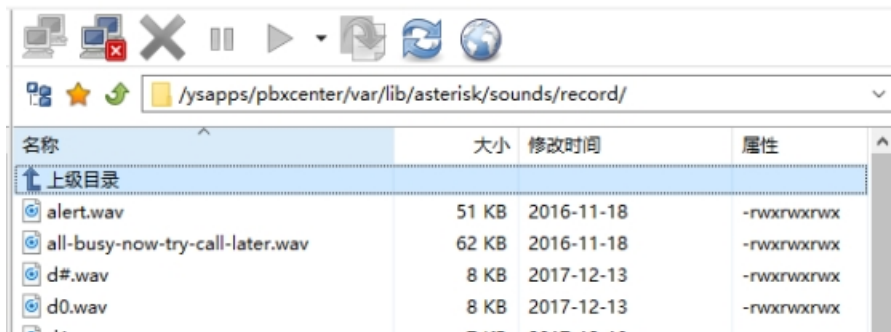 /ysapps/pbxcenter/var/lib/asterisk/sounds/record/
名称 大小 修改时间 属性
上级目录
alert.wav 51 KB 2016-11-18 -rwxrwxrwx
all-busy-now-try-call-later.wav 62 KB 2016-11-18 -rwxrwxrwx
d#.wav 8 KB 2017-12-13 -rwxrwxrwx
d0.wav 8 KB 2017-12-13 -rwxrwxrwx